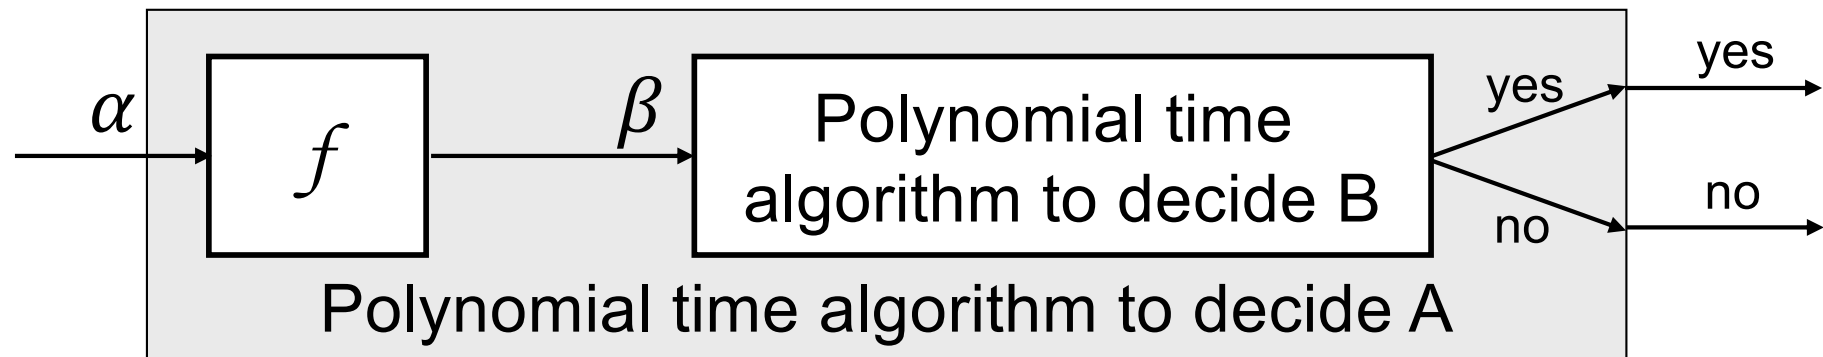 α
f
β
Polynomial time
algorithm to decide B
yes
no
yes
no
Polynomial time algorithm to decide A